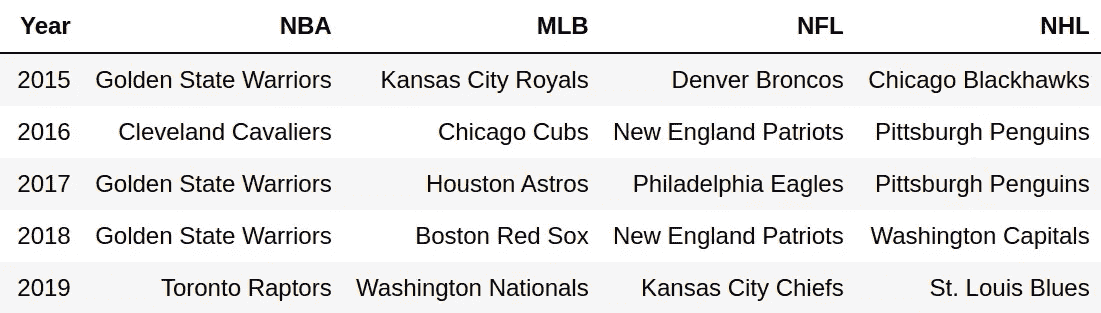 Year NBA MLB NFL NHL
2015 Golden State Warriors Kansas City Royals Denver Broncos Chicago Blackhawks
2016 Cleveland Cavaliers Chicago Cubs New England Patriots Pittsburgh Penguins
2017 Golden State Warriors Houston Astros Philadelphia Eagles Pittsburgh Penguins
2018 Golden State Warriors Boston Red Sox New England Patriots Washington Capitals
2019 Toronto Raptors Washington Nationals Kansas City Chiefs St. Louis Blues